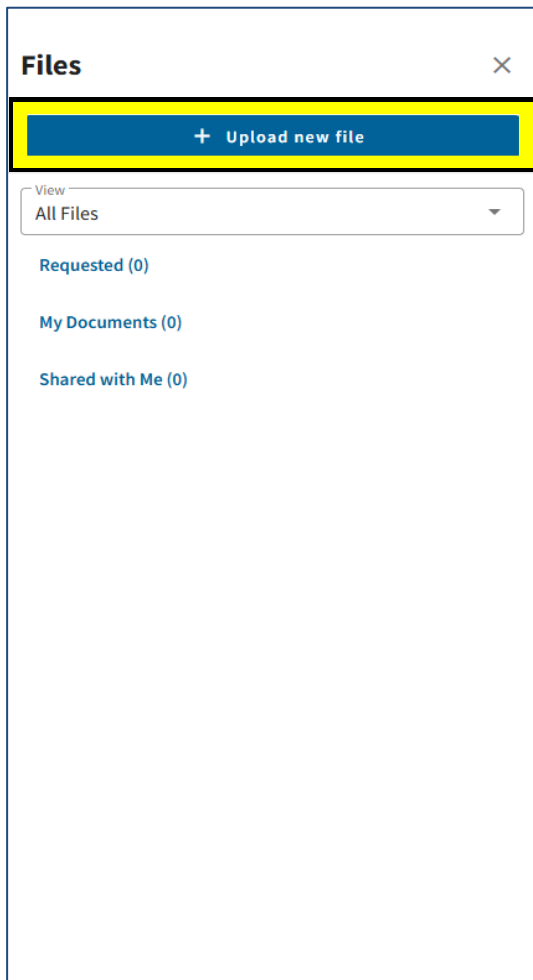 Files
+ Upload new file
View
All Files
Requested (0)
My Documents (0)
Shared with Me (0)